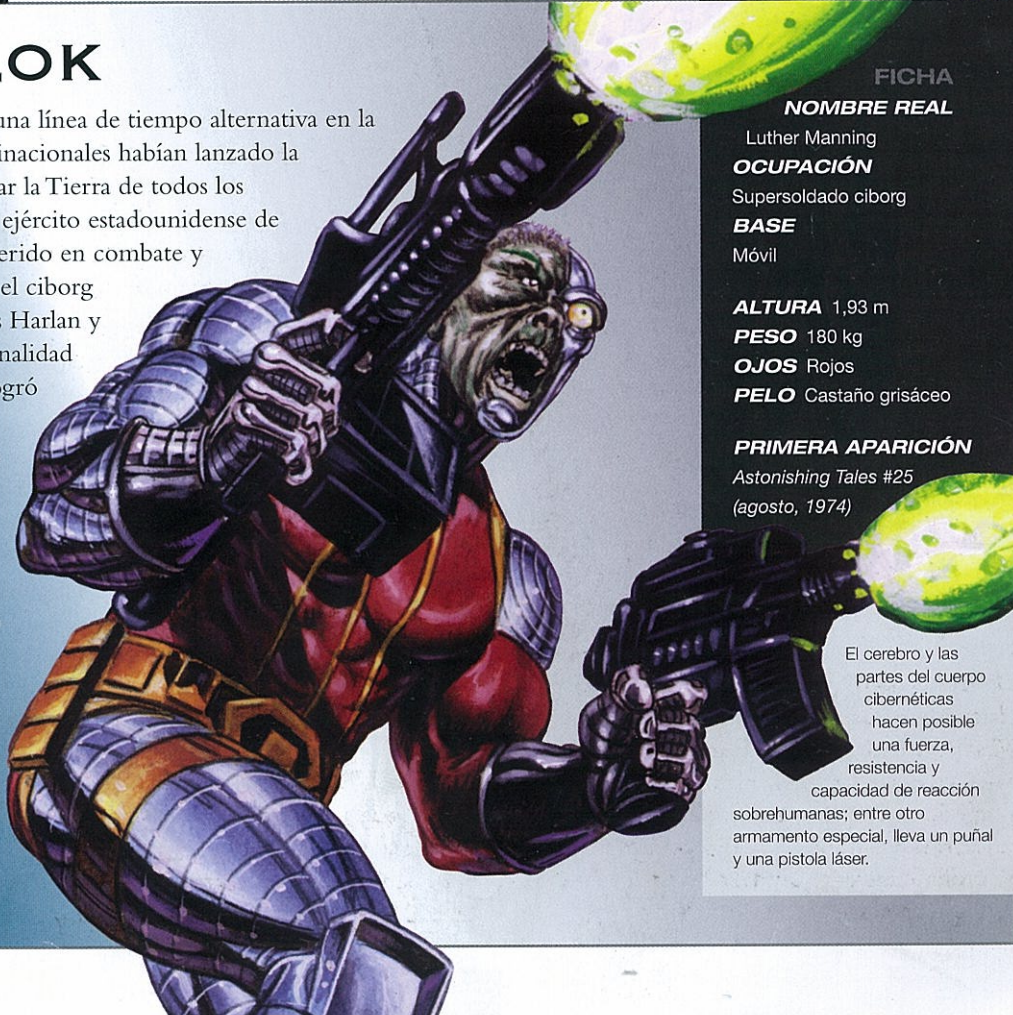 LOK
una línea de tiempo alternativa en la
inacionales habían lanzado la
ar la Tierra de todos los
ejército estadounidense de
erido en combate y
el ciborg
s Harlan y
nalidad
ogró
FICHA
NOMBRE REAL
Luther Manning
OCUPACIÓN
Supersoldado ciborg
BASE
Móvil
ALTURA 1,93 m
PESO 180 kg
OJOS Rojos
PELO Castaño grisáceo
PRIMERA APARICIÓN
Astonishing Tales #25
(agosto, 1974)
El cerebro y las
partes del cuerpo
cibernéticas
hacen posible
una fuerza,
resistencia y
capacidad de reacción
sobrehumanas; entre otro
armamento especial, lleva un puñal
y una pistola láser.